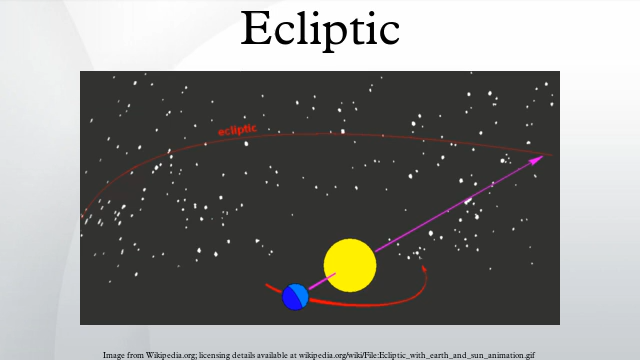 Ecliptic
ecliptic
Image from Wikipedia.org; licensing details available at wikipedia.org/wiki/File:Ecliptic_with_earth_and_sun_animation.gif